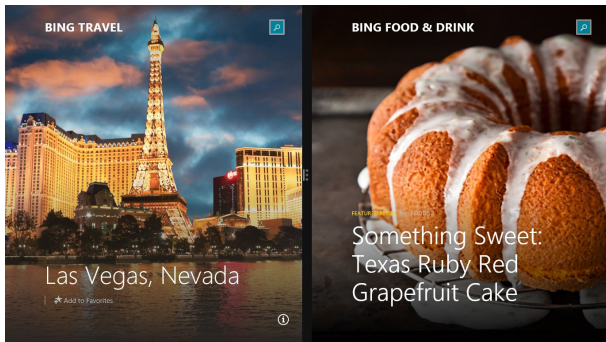 BING TRAVEL
Las Vegas, Nevada
Add to Favorites
BING FOOD & DRINK
Something Sweet:
Texas Ruby Red
Grapefruit Cake